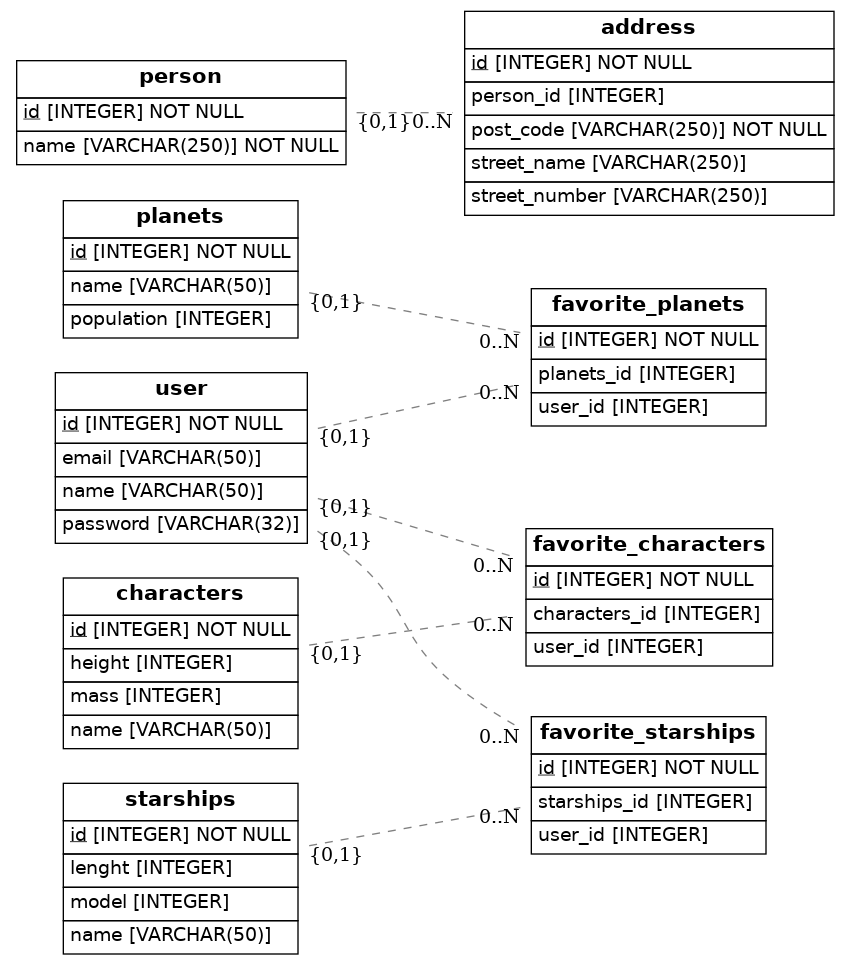 person
id [INTEGER] NOT NULL
name [VARCHAR(250)] NOT NULL
{0,1}
0..N
address
id [INTEGER] NOT NULL
person_id [INTEGER]
post_code [VARCHAR(250)] NOT NULL
street_name [VARCHAR(250)]
street_number [VARCHAR(250)]
planets
id [INTEGER] NOT NULL
name [VARCHAR(50)]
population [INTEGER]
{0,1}
0..N
favorite_planets
id [INTEGER] NOT NULL
planets_id [INTEGER]
user_id [INTEGER]
user
id [INTEGER] NOT NULL
email [VARCHAR(50)]
name [VARCHAR(50)]
password [VARCHAR(32)]
{0,1}
0..N
{0,1}
{0,1}
0..N
favorite_characters
id [INTEGER] NOT NULL
characters_id [INTEGER]
user_id [INTEGER]
characters
id [INTEGER] NOT NULL
height [INTEGER]
mass [INTEGER]
name [VARCHAR(50)]
{0,1}
0..N
0..N
favorite_starships
id [INTEGER] NOT NULL
starships_id [INTEGER]
user_id [INTEGER]
starships
id [INTEGER] NOT NULL
lenght [INTEGER]
model [INTEGER]
name [VARCHAR(50)]
{0,1}
0..N